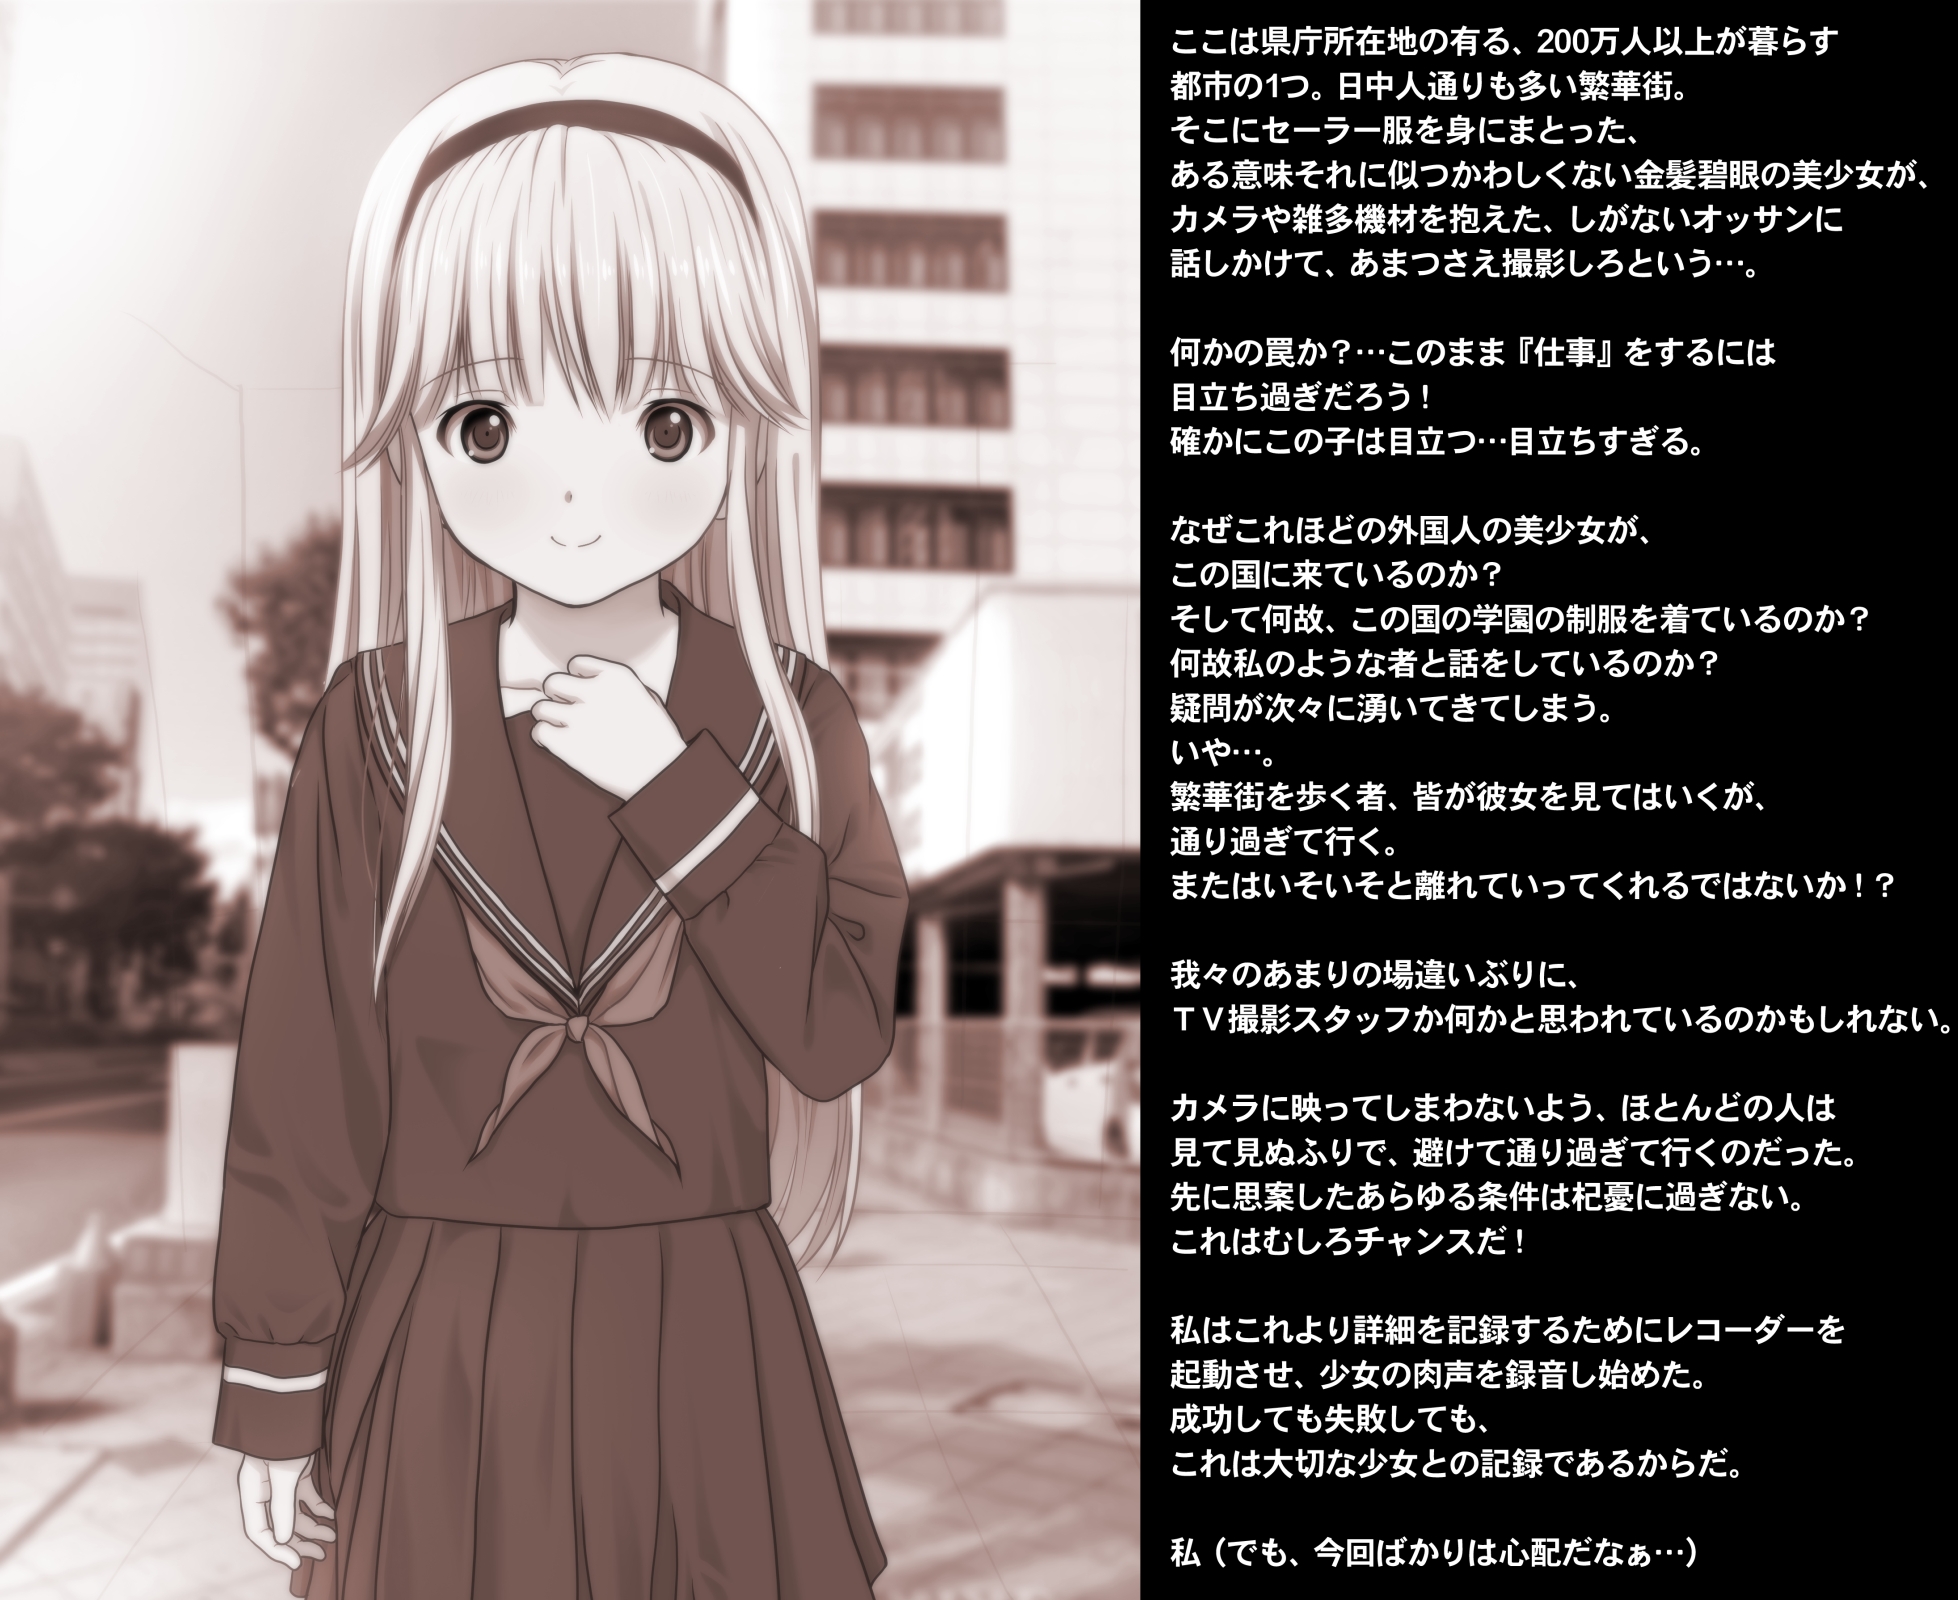 ここは県庁所在地の有る、200万人以上が暮らす
都市の1つ。日中人通りも多い繁華街。
そこにセーラー服を身にまとった、
ある意味それに似つかわしくない金髪碧眼の美少女が、
カメラや雑多機材を抱えた、しがないオッサンに
話しかけて、あまつさえ撮影しろという…。
何かの罠か？…このまま『仕事』をするには
目立ち過ぎだろう！
確かにこの子は目立つ…目立ちすぎる。
なぜこれほどの外国人の美少女が、
この国に来ているのか？
そして何故、この国の学園の制服を着ているのか？
何故私のような者と話をしているのか？
疑問が次々に湧いてきてしまう。
いや…。
繁華街を歩く者、皆が彼女を見てはいくが、
通り過ぎて行く。
またはいそいそと離れていってくれるではないか！？
我々のあまりの場違いぶりに、
ＴＶ撮影スタッフか何かと思われているのかもしれない。
カメラに映ってしまわないよう、ほとんどの人は
見て見ぬふりで、避けて通り過ぎて行くのだった。
先に思案したあらゆる条件は杞憂に過ぎない。
これはむしろチャンスだ！
私はこれより詳細を記録するためにレコーダーを
起動させ、少女の肉声を録音し始めた。
成功しても失敗しても、
これは大切な少女との記録であるからだ。
私（でも、今回ばかりは心配だなぁ…）